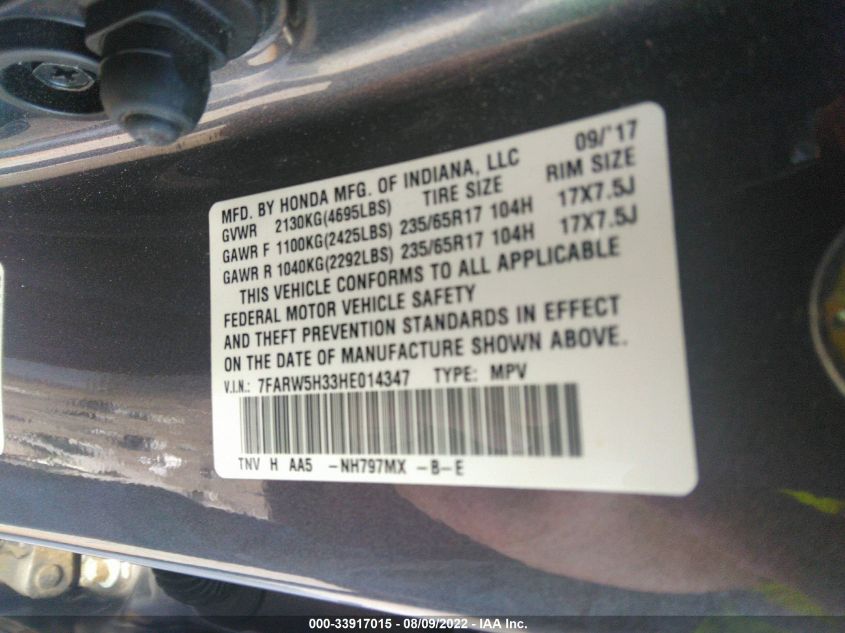 09/'17
MFD. BY HONDA MFG. OF INDIANA, LLC
GVWR 2130KG(4695LBS) TIRE SIZE RIM SIZE
GAWR F 1100KG(2425LBS) 235/65R17 104H 17X7.5J
GAWR R 1040KG(2292LBS) 235/65R17 104H 17X7.5J
THIS VEHICLE CONFORMS TO ALL APPLICABLE
FEDERAL MOTOR VEHICLE SAFETY
AND THEFT PREVENTION STANDARDS IN EFFECT
ON THE DATE OF MANUFACTURE SHOWN ABOVE.
V.I.N.: 7FARW5H33HE014347 TYPE: MPV
TNV H AA5 -NH797MX -B-E
000-33917015 - 08/09/2022 - IAA Inc.